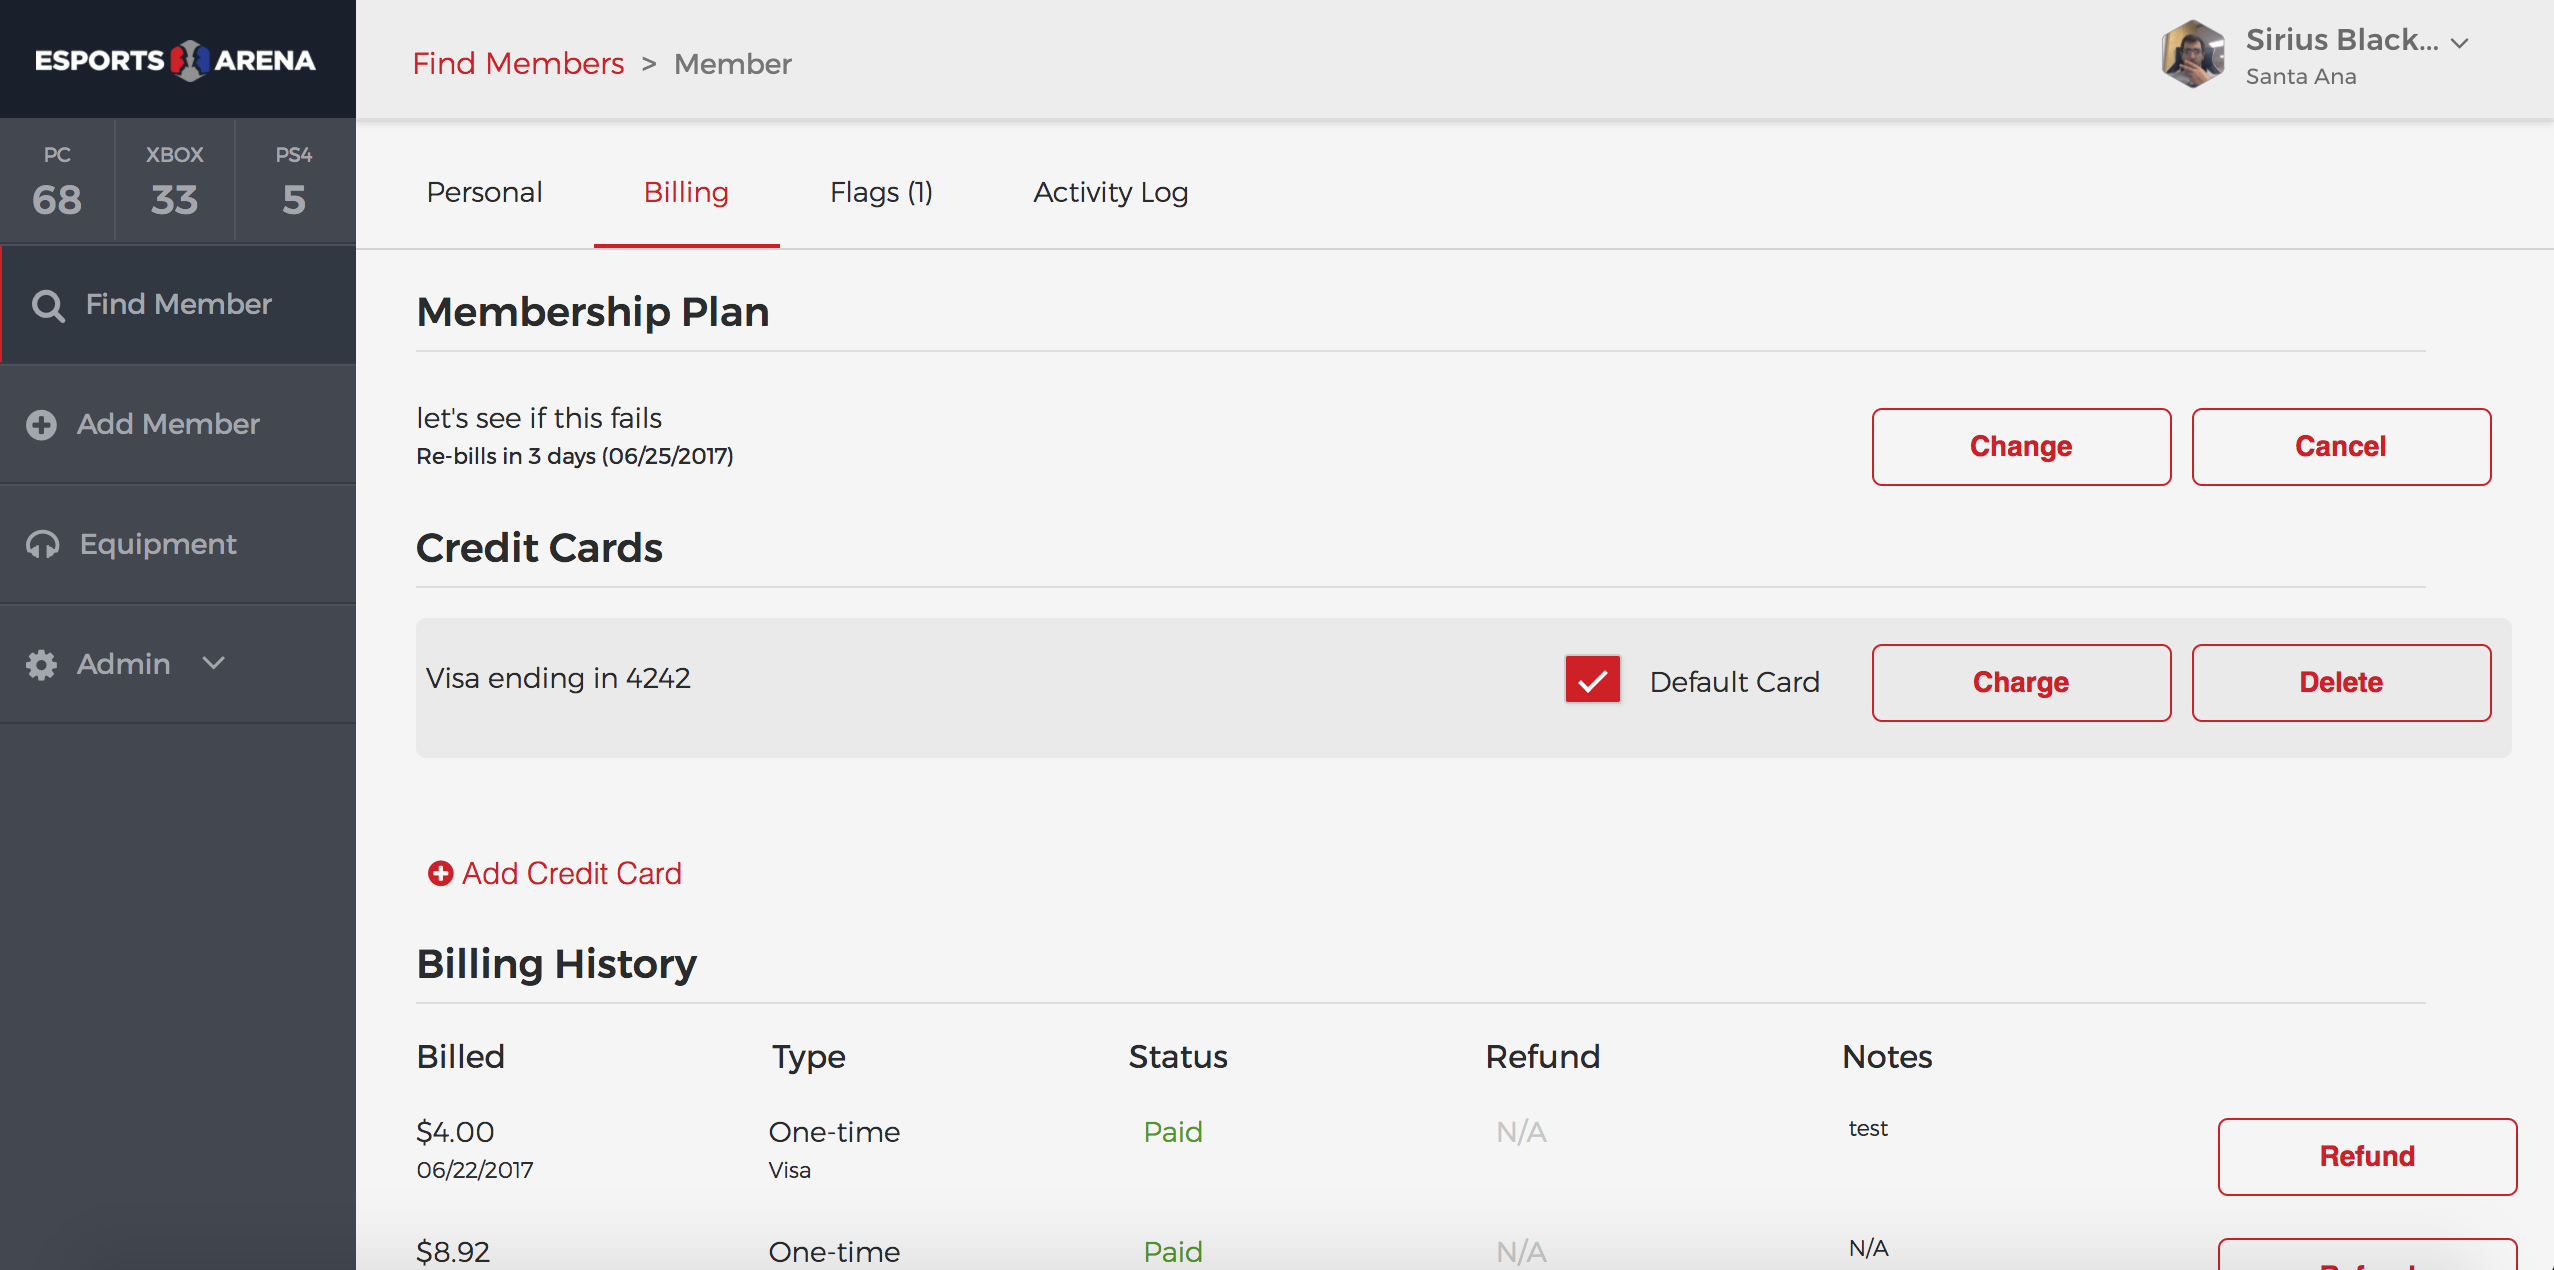 ESPORTS ARENA
Find Members > Member
Sirius Black...
Santa Ana
PC
68
XBOX
33
PS4
5
Find Member
Add Member
Equipment
Admin
Personal
Billing
Flags (1)
Activity Log
Membership Plan
let's see if this fails
Re-bills in 3 days (06/25/2017)
Change
Cancel
Credit Cards
Visa ending in 4242
Default Card
Charge
Delete
Add Credit Card
Billing History
Billed
Type
Status
Refund
Notes
$4.00
06/22/2017
One-time
Visa
Paid
N/A
test
Refund
$8.92
One-time
Paid
N/A
N/A